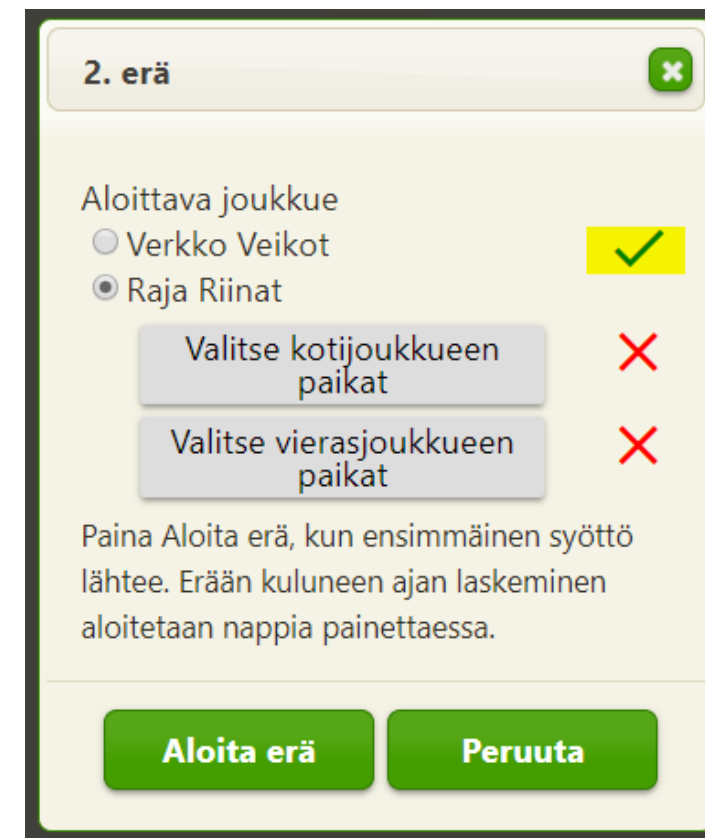 2. erä
Aloittava joukkue
Verkko Veikot
Raja Riinat
Valitse kotijoukkueen
paikat
Valitse vierasjoukkueen
paikat
Paina Aloita erä, kun ensimmäinen syöttö
lähtee. Erään kuluneen ajan laskeminen
aloitetaan nappia painettaessa.
Aloita erä
Peruuta